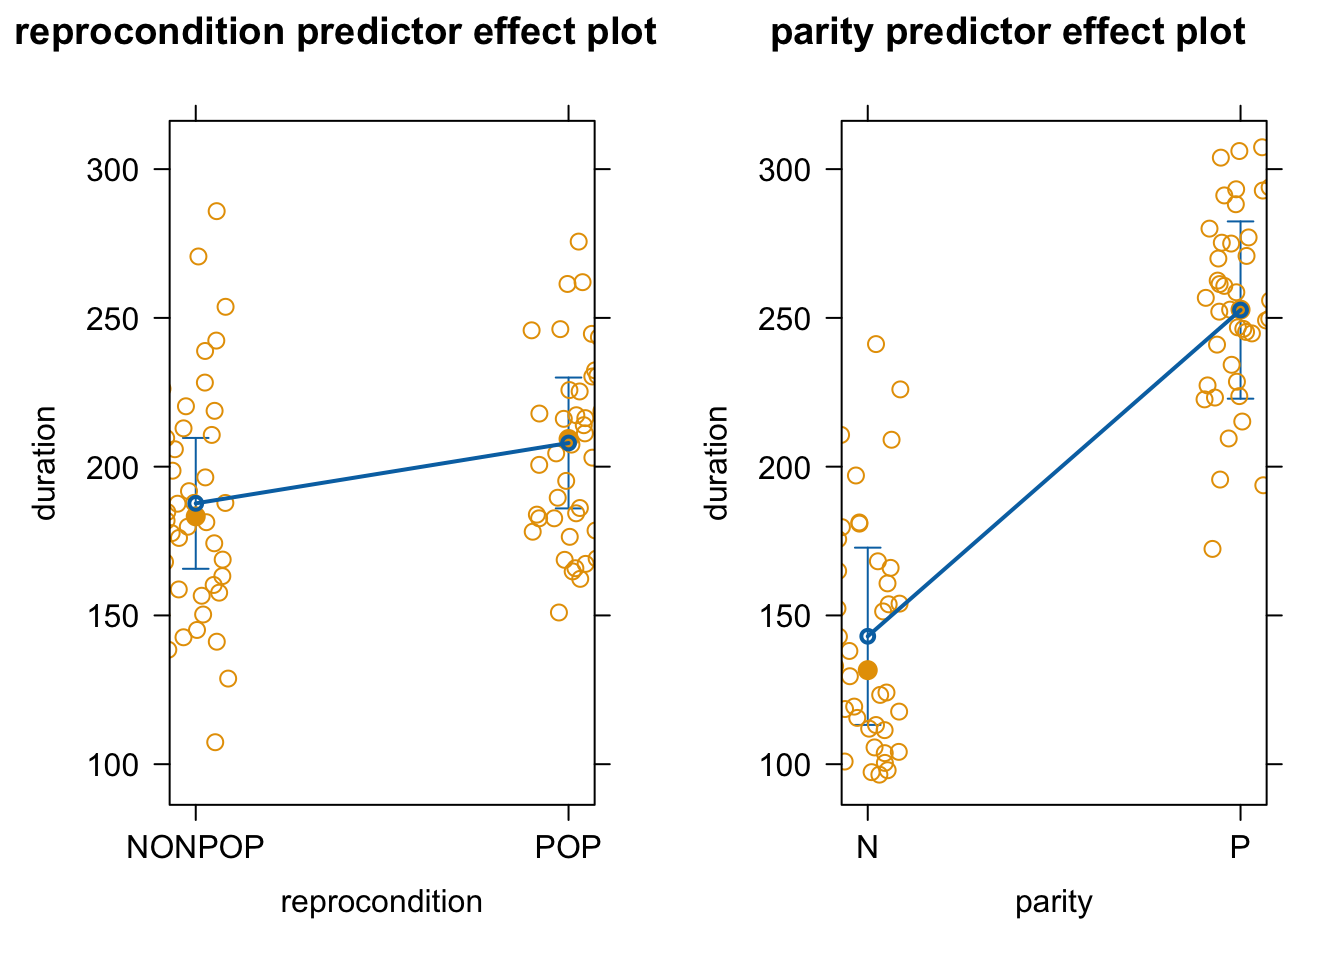 reprocondition predictor effect plot
300
250
200
150
100
duration
NONPOP POP
reprocondition
parity predictor effect plot
300
250
200
150
100
duration
N P
parity